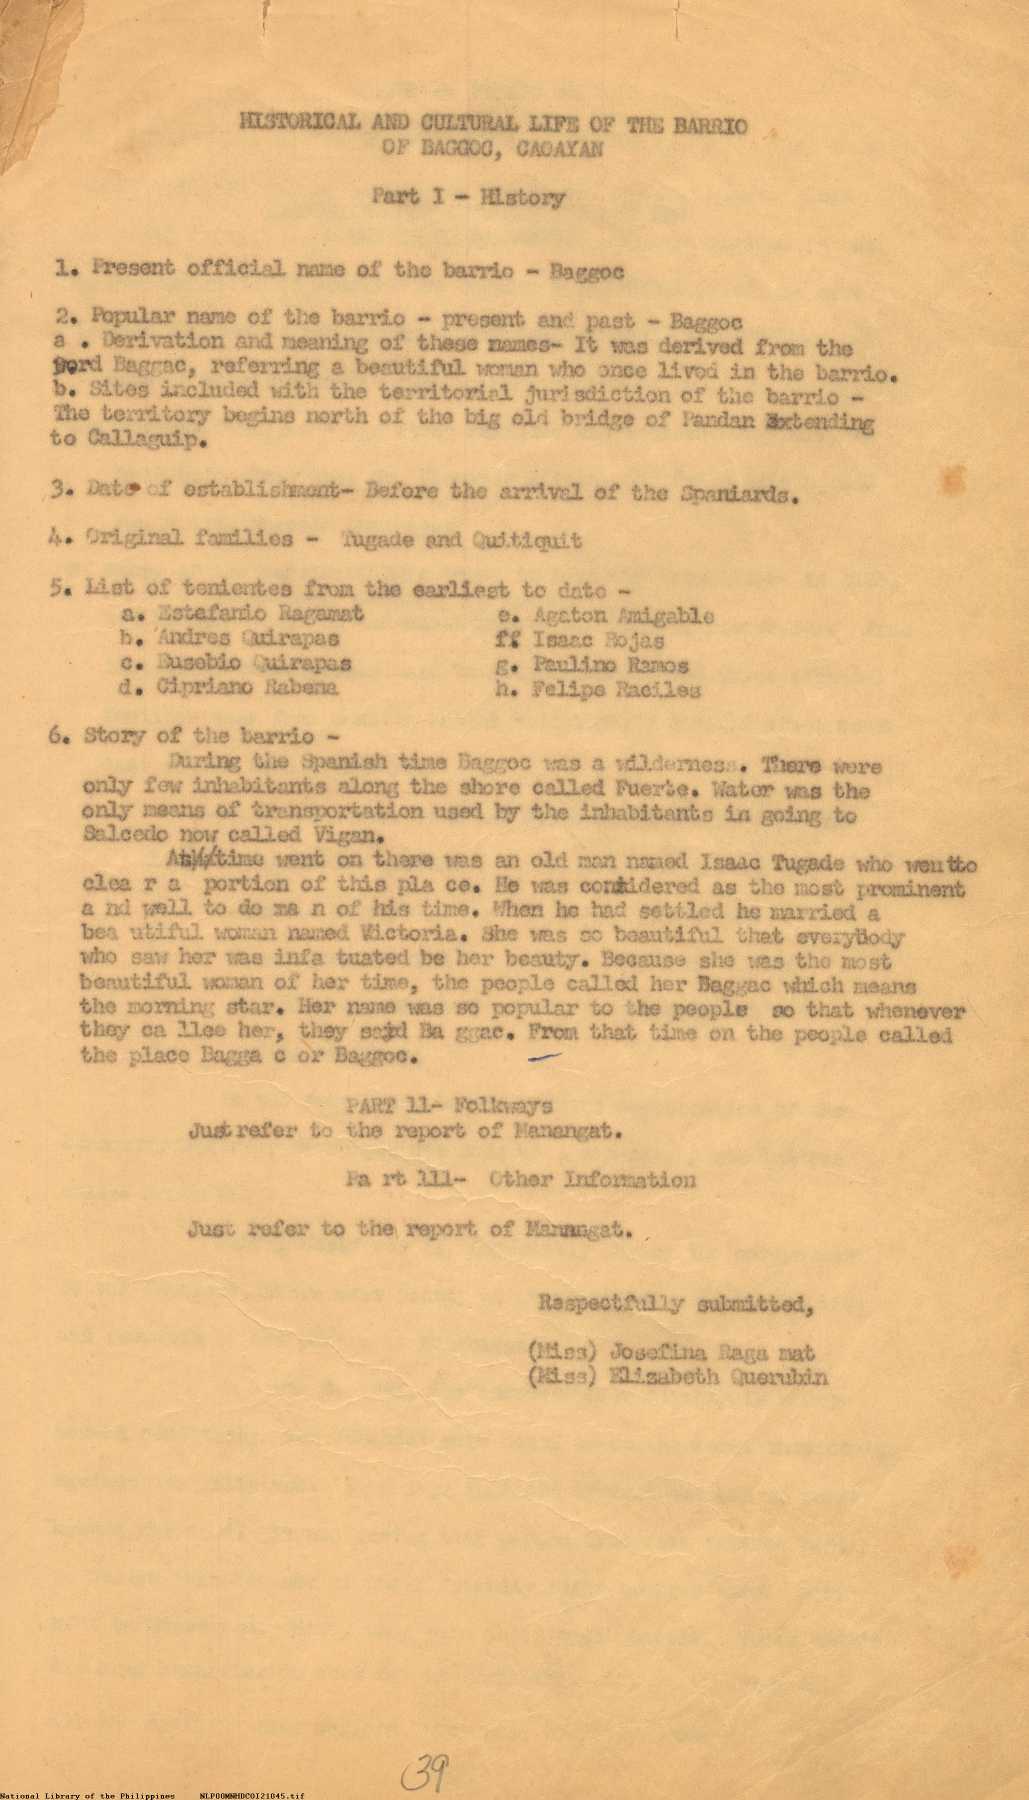 HISTORICAL AND CULTURAL LIFE OF THE BARRIO
OF BAGGOC, CAOAYAN
Part I - History
1. Present official name of the barrio - Baggoc
2. Popular name of the barrio - present and past - Baggoc
a . Derivation and meaning of these names- It was derived from the
word Baggac, referring a beautiful woman who once lived in the barrio.
b. Sites included with the territorial jurisdiction of the barrio -
The territory begins north of the big old bridge of Pandan Extending
to Callaguip.
3. Date of establishment- Before the arrival of the Spaniards.
4. Original families - Tugade and Quitiquit
5. List of tenientes from the earliest to date -
a. Estefanio Ragamat
b. Andres Quirapas
c. Eusebio Quirapas
d. Cipriano Rabena
e. Agaton Amigable
ff Isaac Rojas
g. Paulino Ramos
h. Felipe Raciles
6. Story of the barrio -
During the Spanish time Baggoc was a wilderness. There were
only few inhabitants along the shore called Fuerte. Water was the
only means of transportation used by the inhabitants in going to
Salcedo now called Vigan.
As time went on there was an old man named Isaac Tugade who wentto
clea r a portion of this pla ce. He was considered as the most prominent
a nd well to do ma n of his time. When he had settled he married a
bea utiful woman named Victoria. She was so beautiful that everybody
who saw her was infa tuated be her beauty. Because she was the most
beautiful woman of her time, the people called her Baggac which means
the morning star. Her name was so popular to the people so that whenever
they ca llee her, they said Ba ggac. From that time on the people called
the place Bagga c or Baggoc.
PART 11- Folkways
Just refer to the report of Manangat.
Pa rt 111- Other Information
Just refer to the report of Manangat.
Respectfully submitted,
(Miss) Josefina Raga mat
(Miss) Elizabeth Querubin
39
National Library of the Philippines NLPOOMNHDC0I21045.tif